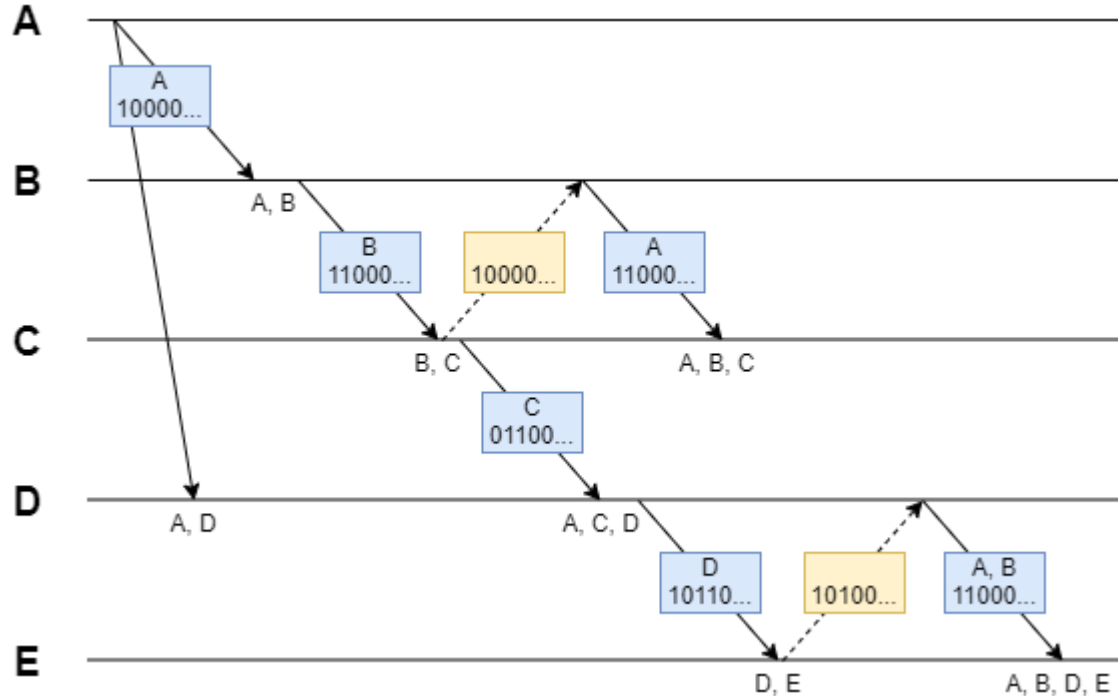 A
A
10000...
B
A, B
B
11000...
10000...
A
11000...
C
B, C
A, B, C
C
01100...
D
A, D
A, C, D
D
10110...
10100...
A, B
11000...
E
D, E
A, B, D, E